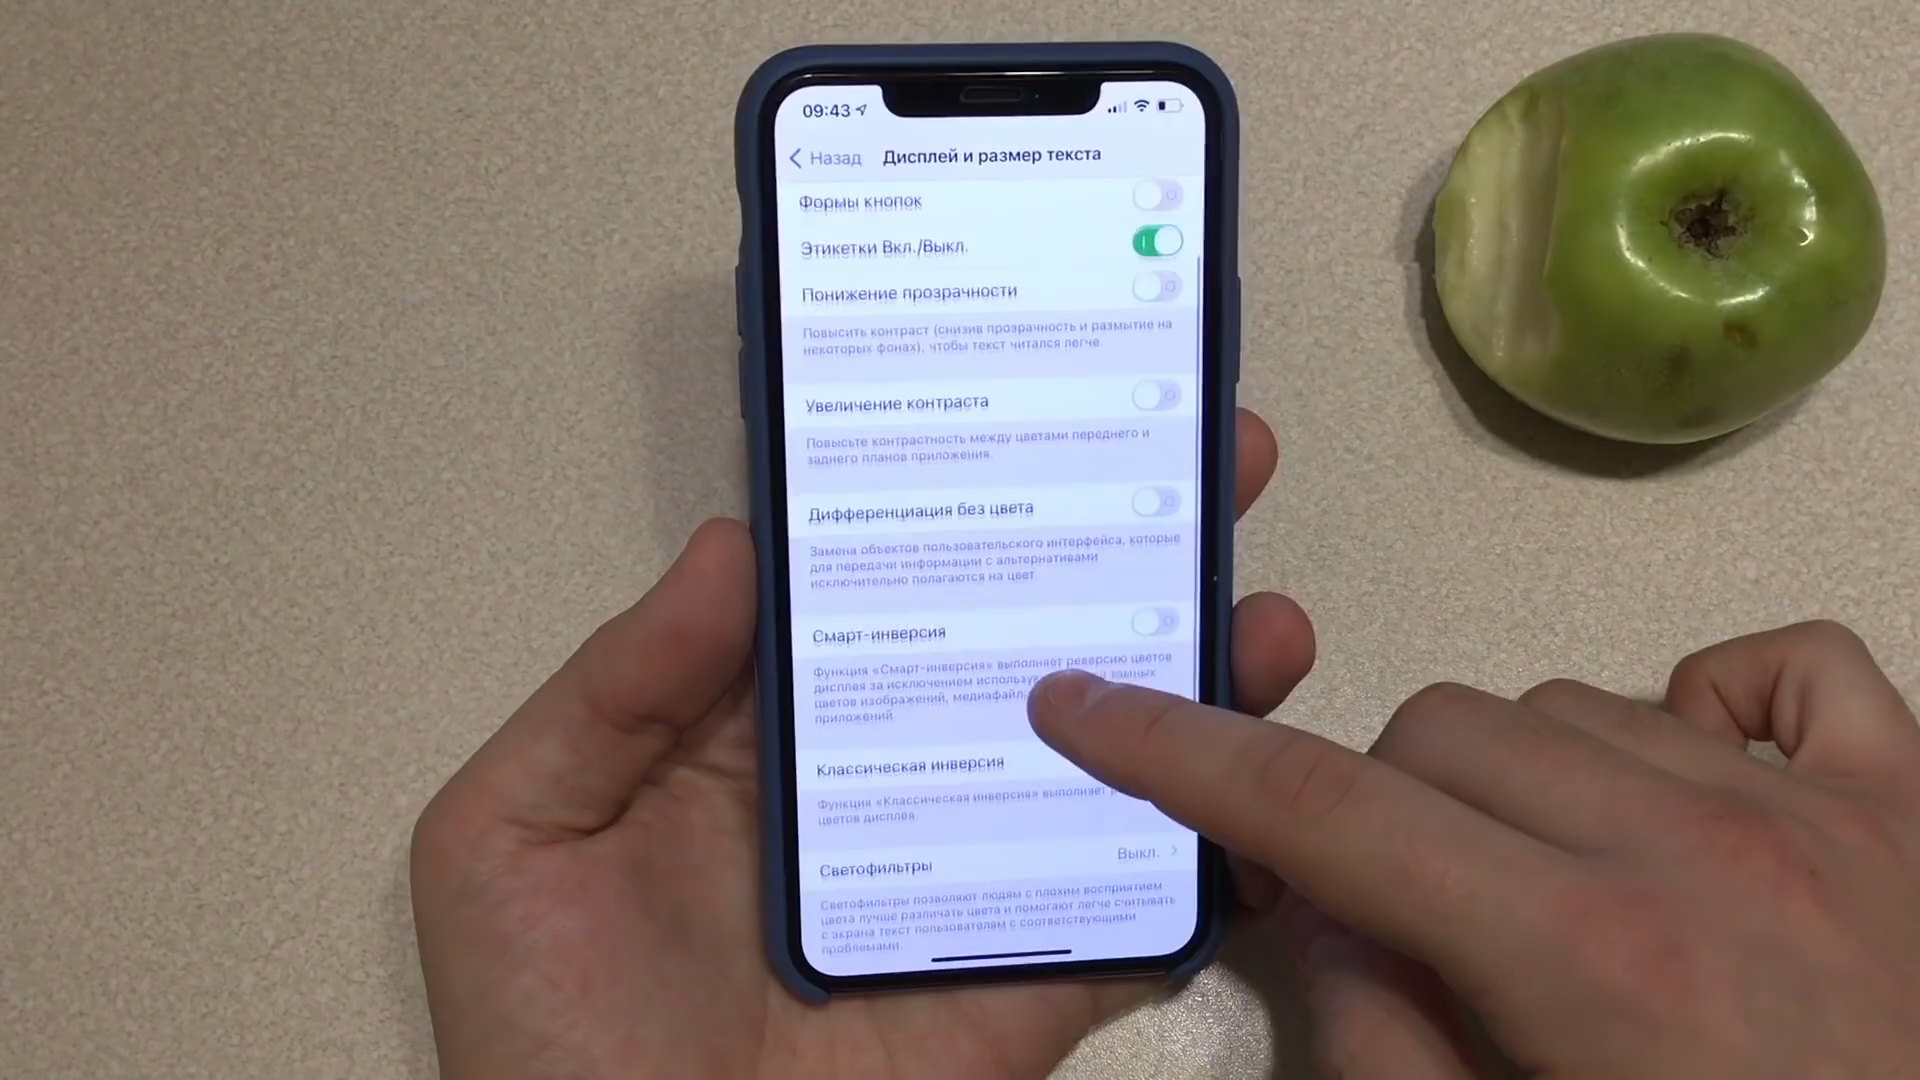 09:43
Назад Дисплей и размер текста
Формы кнопок
Этикетки Вкл./Выкл.
Понижение прозрачности
Повысить контраст (снизив прозрачность и размытие на
некоторых фонах), чтобы текст читался легче.
Увеличение контраста
Повысьте контрастность между цветами переднего и
заднего планов приложения.
Дифференциация без цвета
Замена объектов пользовательского интерфейса, которые
для передачи информации с альтернативами
исключительно полагаются на цвет.
Смарт-инверсия
Функция «Смарт-инверсия» выполняет реверсию цветов
дисплея за исключением
цветов изображений,
приложений.
Классическая инверсия
Функция «Классическая инверсия» выполняет
цветов дисплея.
Светофильтры Выкл.
Светофильтры позволяют людям с плохим восприятием
цвета лучше различать цвета и помогают легче считывать
с экрана текст пользователям с соответствующими
проблемами.